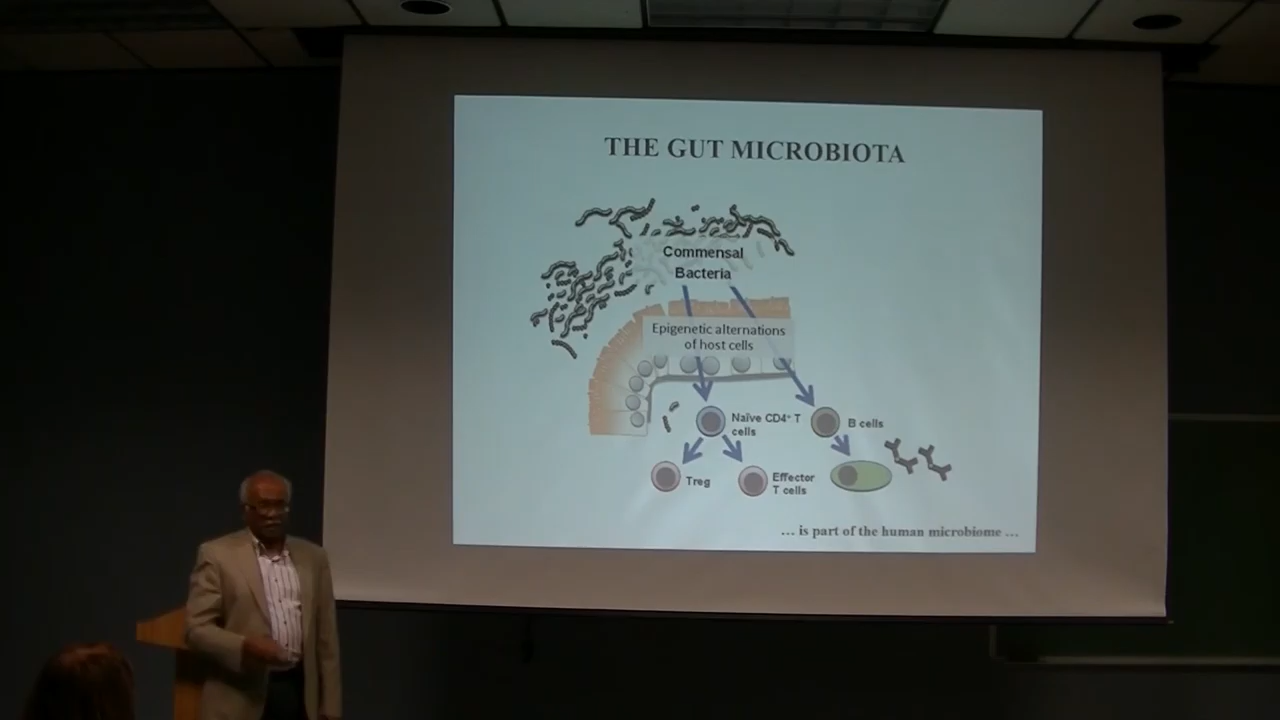 THE GUT MICROBIOTA
Commensal
Bacteria
Epigenetic alternations
of host cells
Naïve CD4⁺ T
cells
B cells
Treg
Effector
T cells
... is part of the human microbiome ...